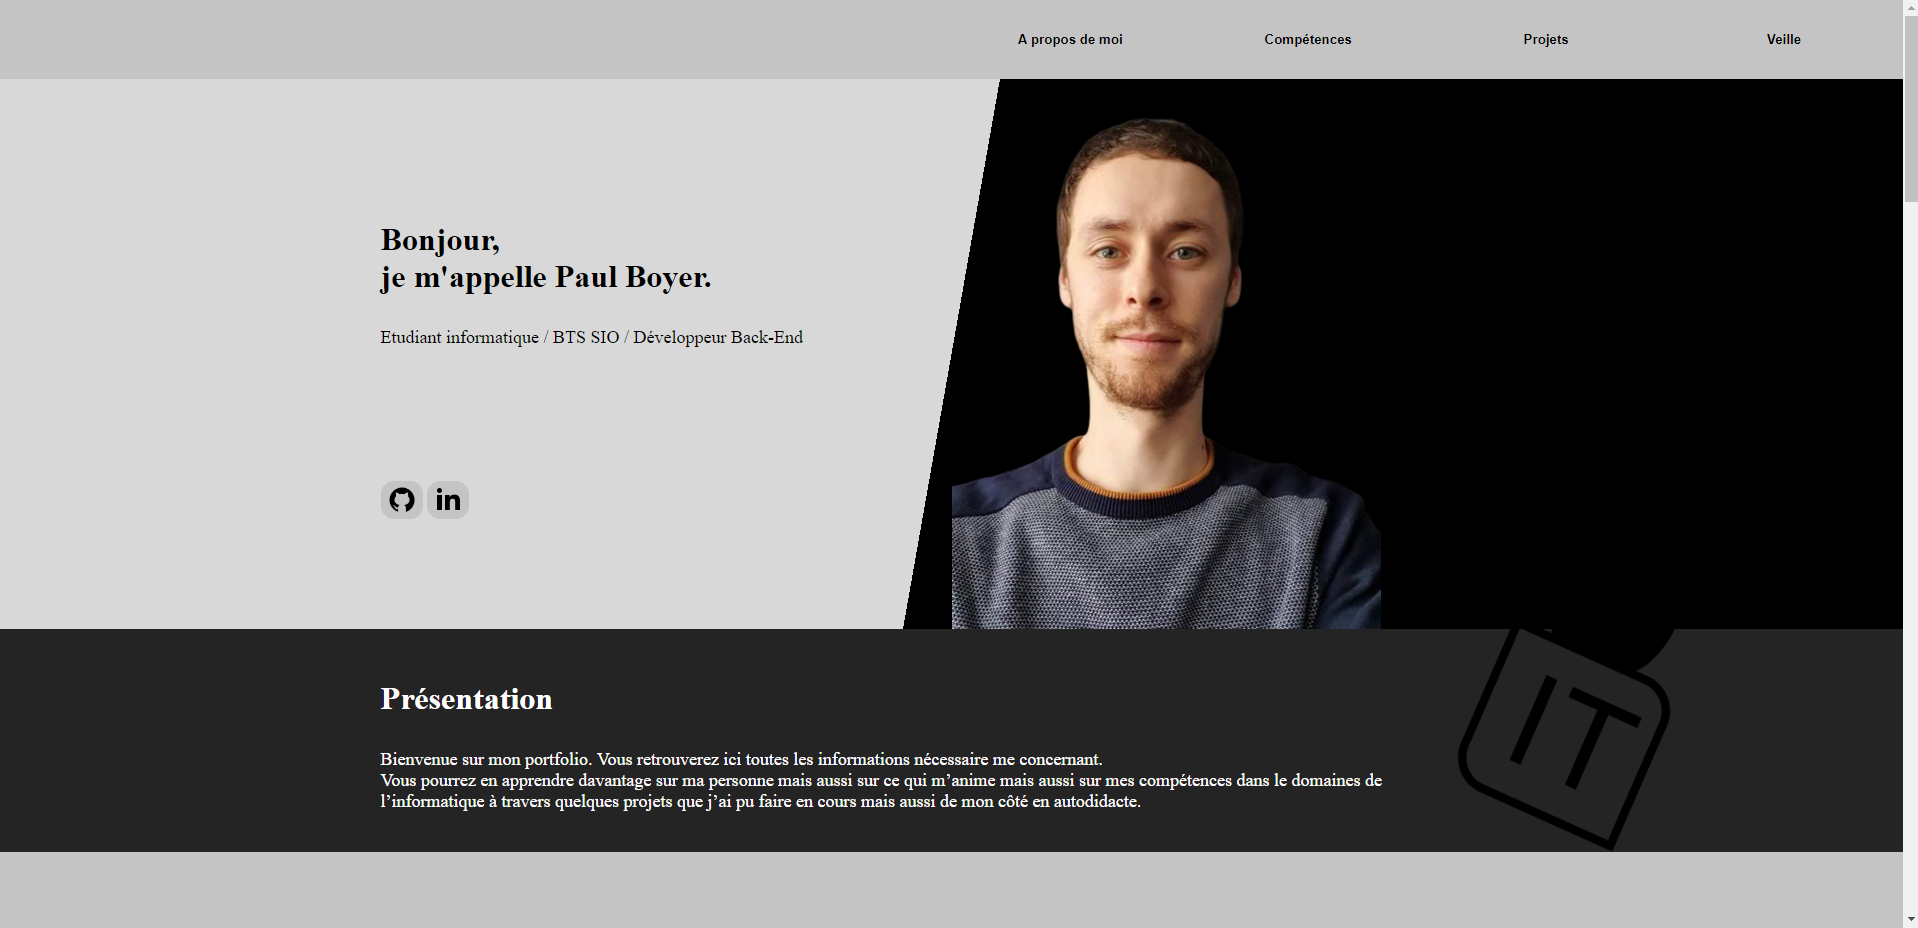 A propos de moi
Compétences
Projets
Veille
Bonjour,
je m'appelle Paul Boyer.
Etudiant informatique / BTS SIO / Développeur Back-End
in
Présentation
Bienvenue sur mon portfolio. Vous retrouverez ici toutes les informations nécessaire me concernant.
Vous pourrez en apprendre davantage sur ma personne mais aussi sur ce qui m’anime mais aussi sur mes compétences dans le domaines de
l’informatique à travers quelques projets que j’ai pu faire en cours mais aussi de mon côté en autodidacte.
IT